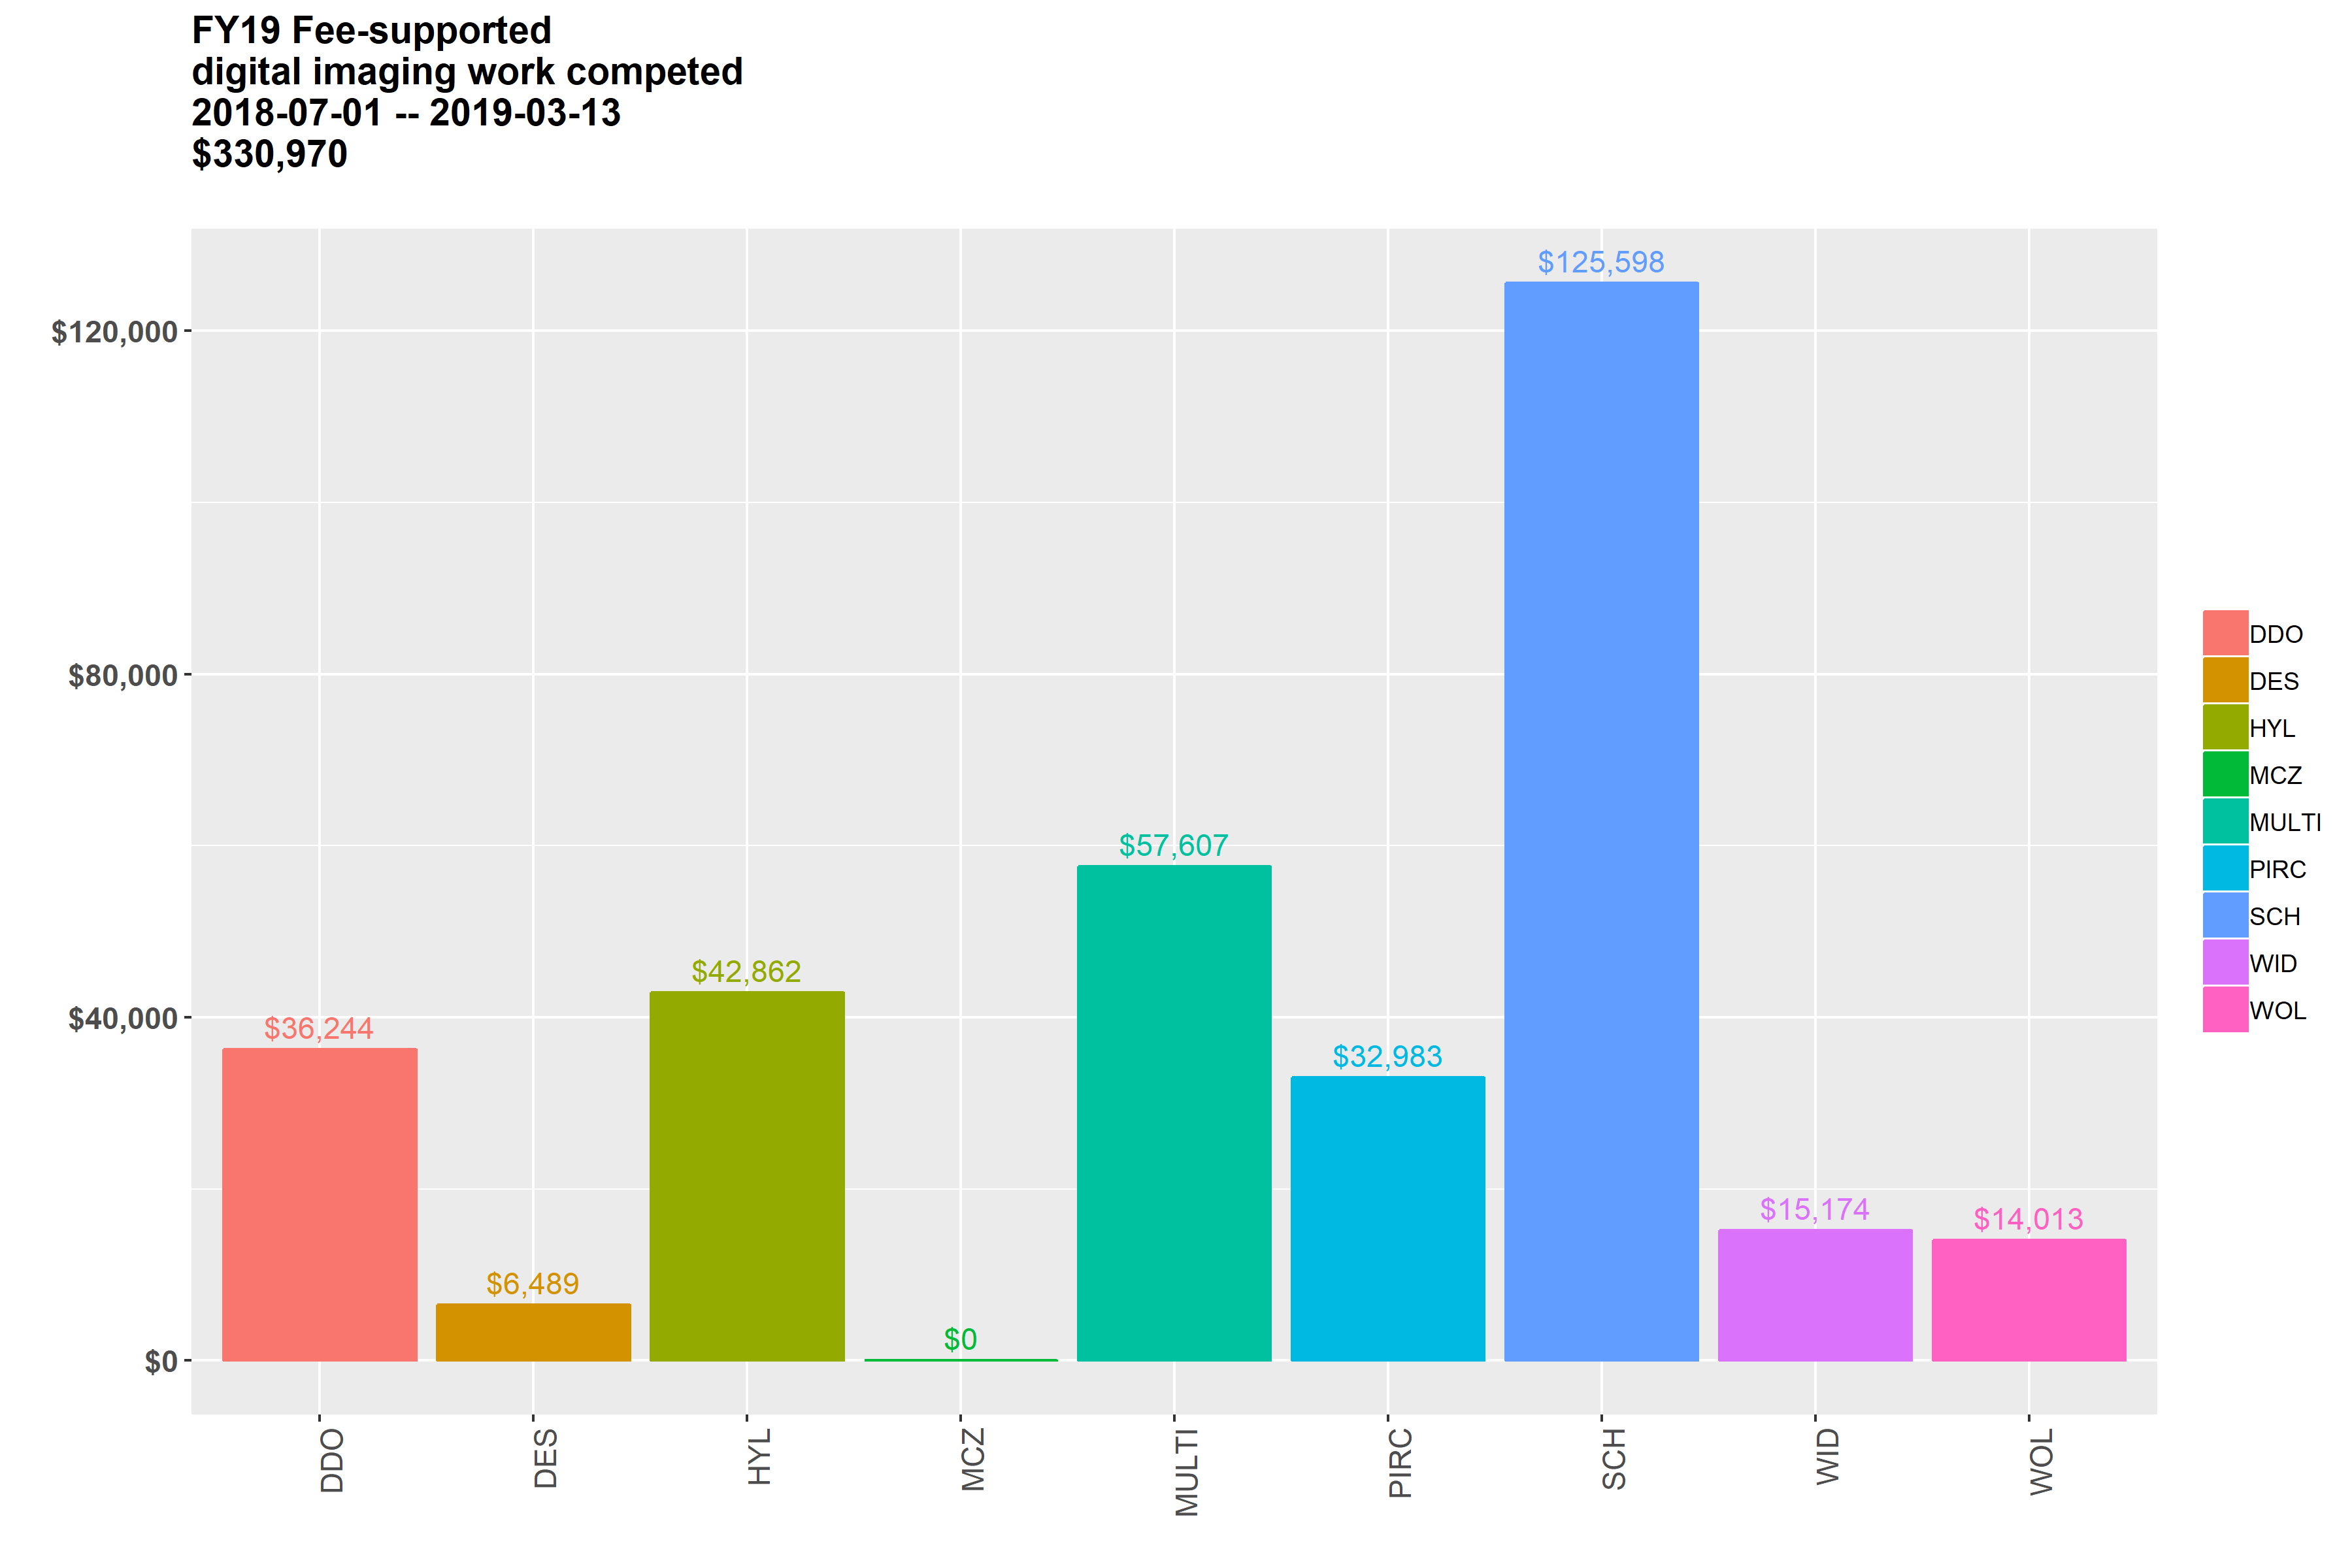 FY19 Fee-supported
digital imaging work competed
2018-07-01 -- 2019-03-13
$330,970
$125,598
$120,000
$80,000
$57,607
$42,862
$40,000
$36,244
$32,983
$15,174
$14,013
$6,489
$0
$0
DDO
DES
HYL
MCZ
MULTI
PIRC
SCH
WID
WOL
DDO
DES
HYL
MCZ
MULTI
PIRC
SCH
WID
WOL